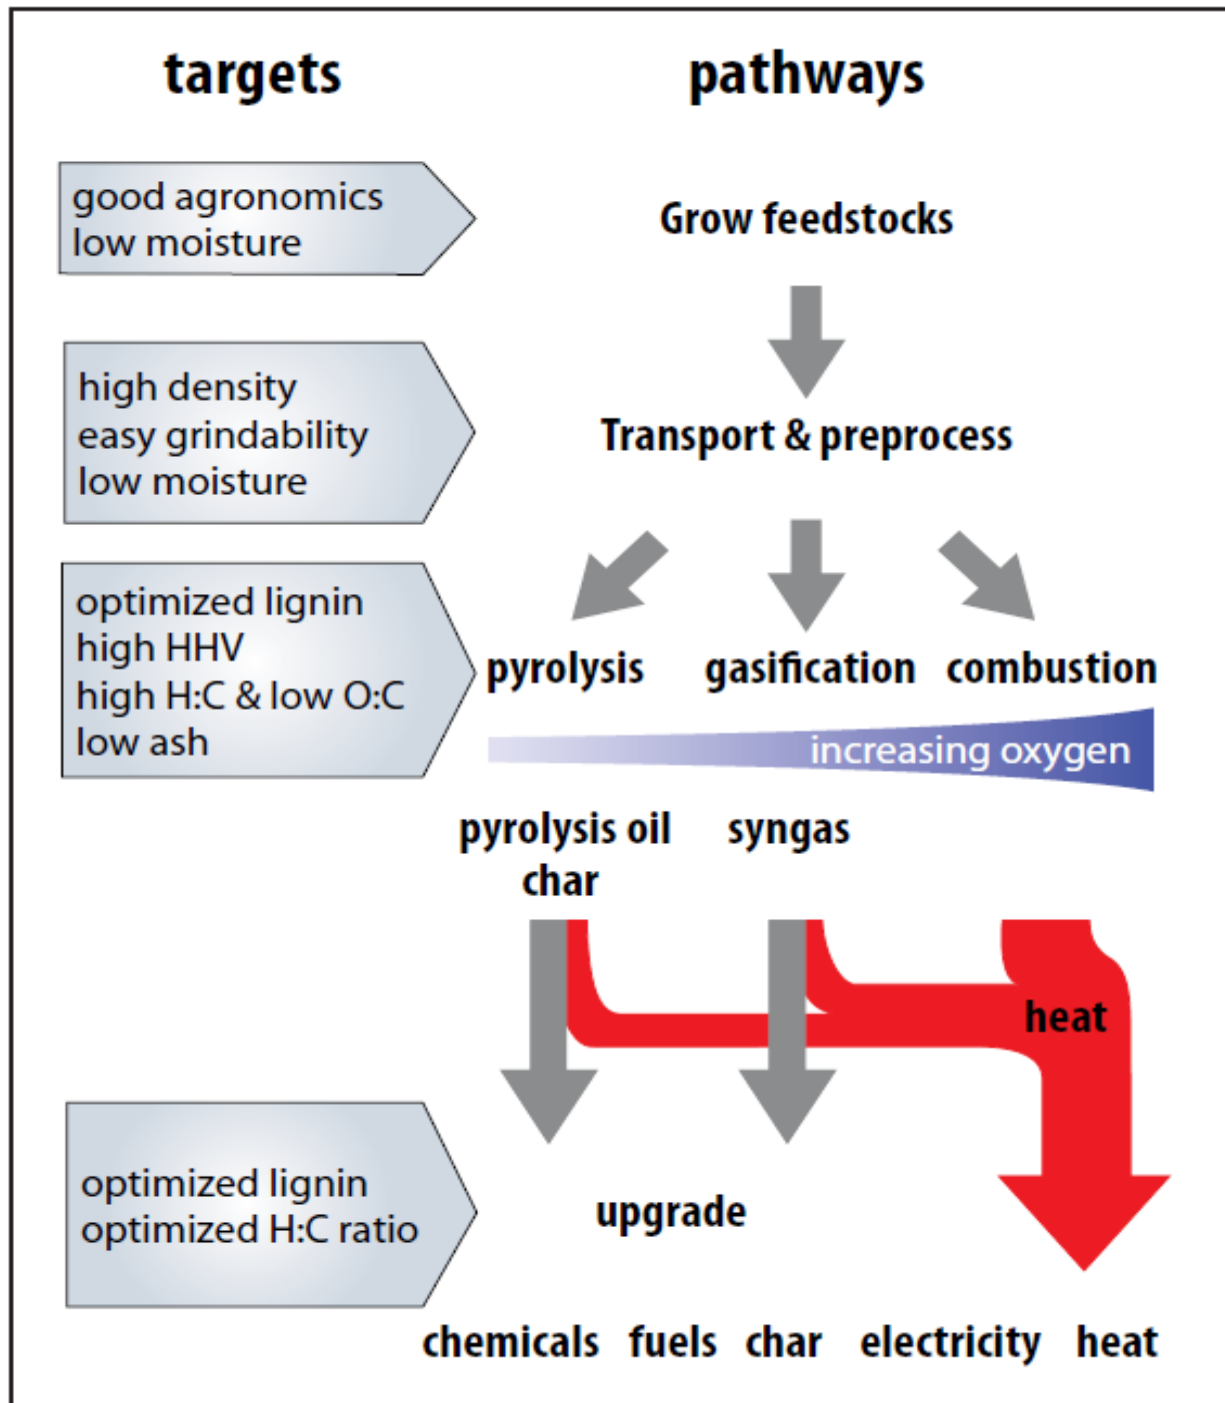 targets
pathways
good agronomics
low moisture
Grow feedstocks
high density
easy grindability
low moisture
Transport & preprocess
optimized lignin
high HHV
high H:C & low O:C
low ash
pyrolysis
gasification
combustion
increasing oxygen
pyrolysis oil
char
syngas
heat
optimized lignin
optimized H:C ratio
upgrade
chemicals fuels char electricity heat